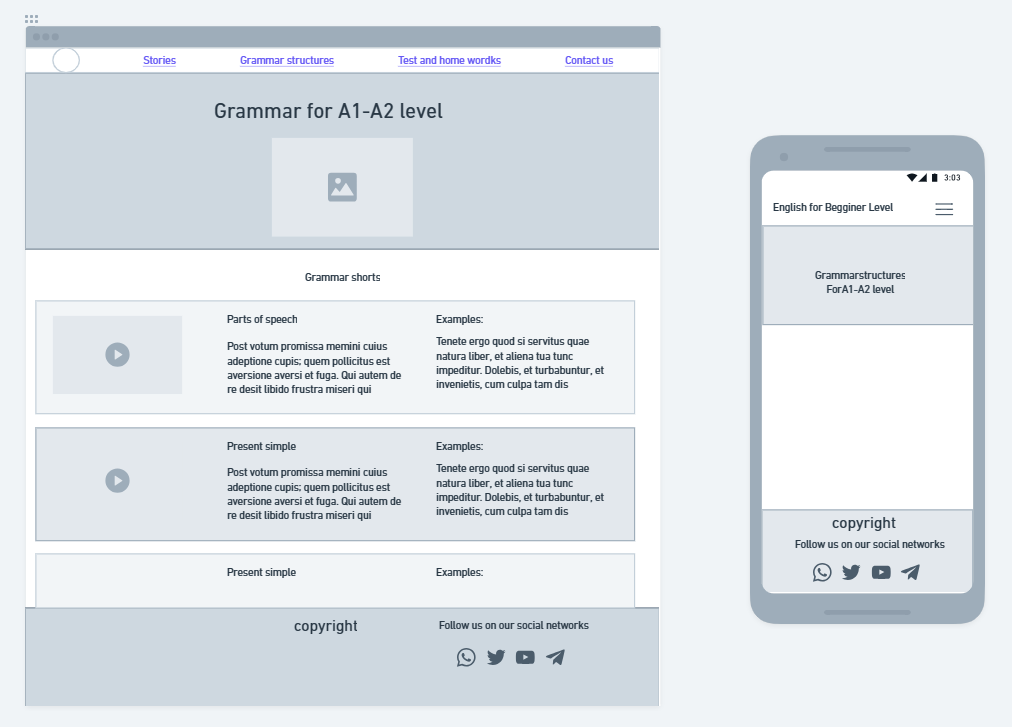 Stories
Grammar structures
Test and home wordks
Contact us
Grammar for A1-A2 level
Grammar shorts
Parts of speech
Post votum promissa memini cuius
adeptione cupis; quem pollicitus est
aversione aversi et fuga. Qui autem de
re desit libido frustra miseri qui
Examples:
Tenete ergo quod si servitus quae
natura liber, et aliena tua tunc
impeditur. Dolebis, et turbabuntur, et
invenietis, cum culpa tam dis
Present simple
Post votum promissa memini cuius
adeptione cupis; quem pollicitus est
aversione aversi et fuga. Qui autem de
re desit libido frustra miseri qui
Examples:
Tenete ergo quod si servitus quae
natura liber, et aliena tua tunc
impeditur. Dolebis, et turbabuntur, et
invenietis, cum culpa tam dis
Present simple
Examples:
copyright
Follow us on our social networks
3:03
English for Begginer Level
Grammarstructures
ForA1-A2 level
copyright
Follow us on our social networks